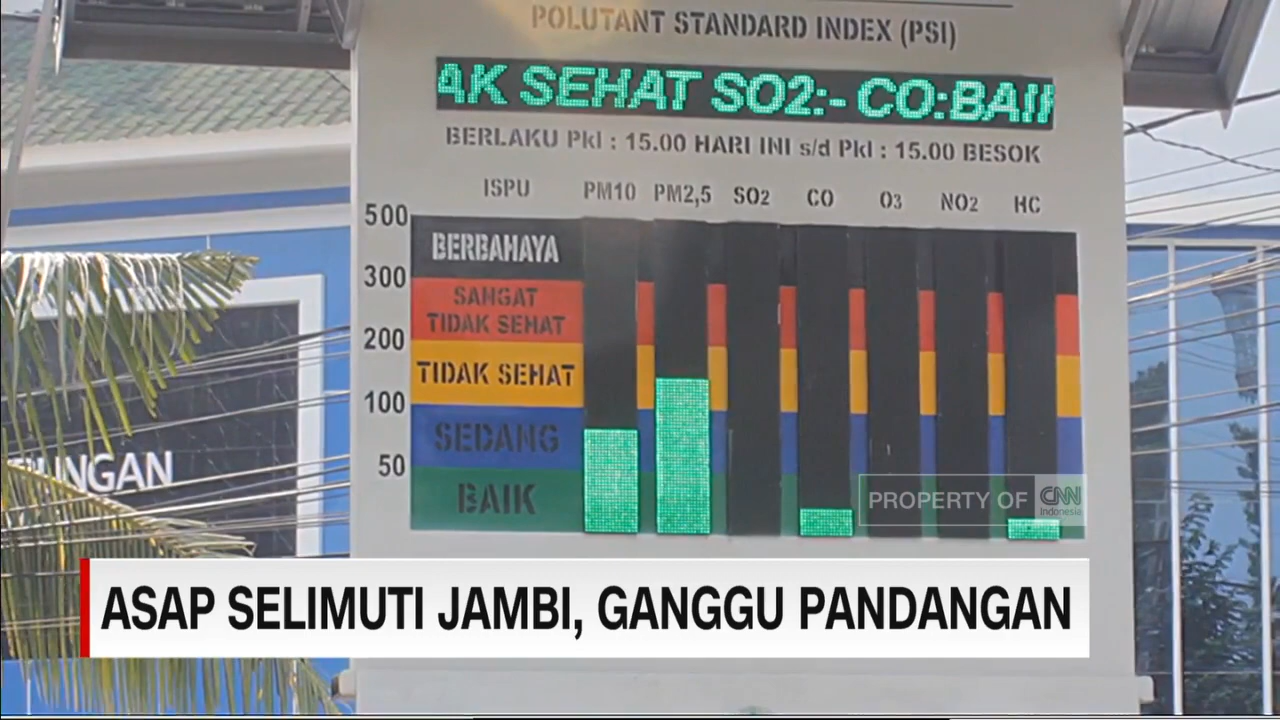 POLUTANT STANDARD INDEX (PSI)
AK SEHAT SO2:- CO:BAI
BERLAKU Pkl : 15.00 HARI INI s/d Pkl : 15.00 BESOK
ISPU PM10 PM2,5 SO2 CO O3 NO2 HC
500
BERBAHAYA
300
SANGAT
TIDAK SEHAT
200
TIDAK SEHAT
100
SEDANG
50
BAIK
UNGAN
PROPERTY OF CNN Indonesia
ASAP SELIMUTI JAMBI, GANGGU PANDANGAN